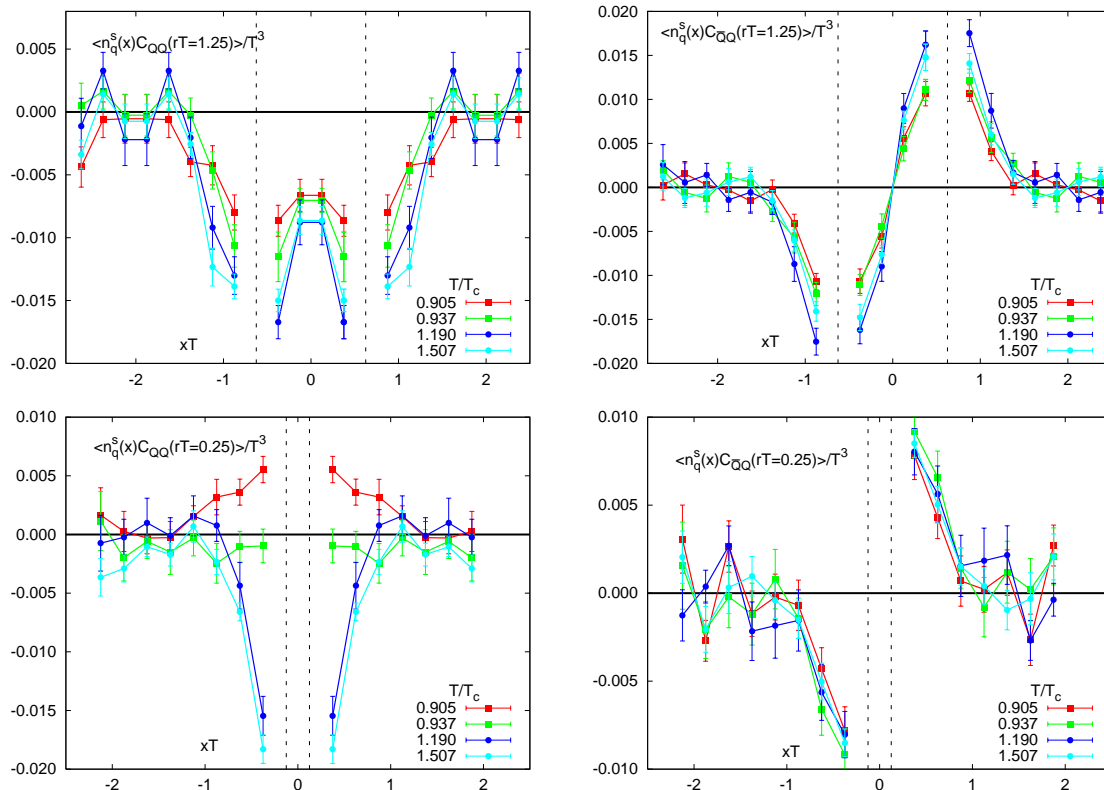 <n_q^s(x)C_QQ(rT=1.25)>/T^3
0.005
0.000
-0.005
-0.010
-0.015
-0.020
T/T_c
0.905
0.937
1.190
1.507
xT
-2 -1 0 1 2
<n_q^s(x)C_Q̅Q(rT=1.25)>/T^3
0.020
0.015
0.010
0.005
0.000
-0.005
-0.010
-0.015
-0.020
T/T_c
0.905
0.937
1.190
1.507
xT
-2 -1 0 1 2
0.010
<n_q^s(x)C_QQ(rT=0.25)>/T^3
0.005
0.000
-0.005
-0.010
-0.015
-0.020
T/T_c
0.905
0.937
1.190
1.507
xT
-2 -1 0 1 2
0.010
<n_q^s(x)C_Q̅Q(rT=0.25)>/T^3
0.005
0.000
-0.005
-0.010
T/T_c
0.905
0.937
1.190
1.507
xT
-2 -1 0 1 2